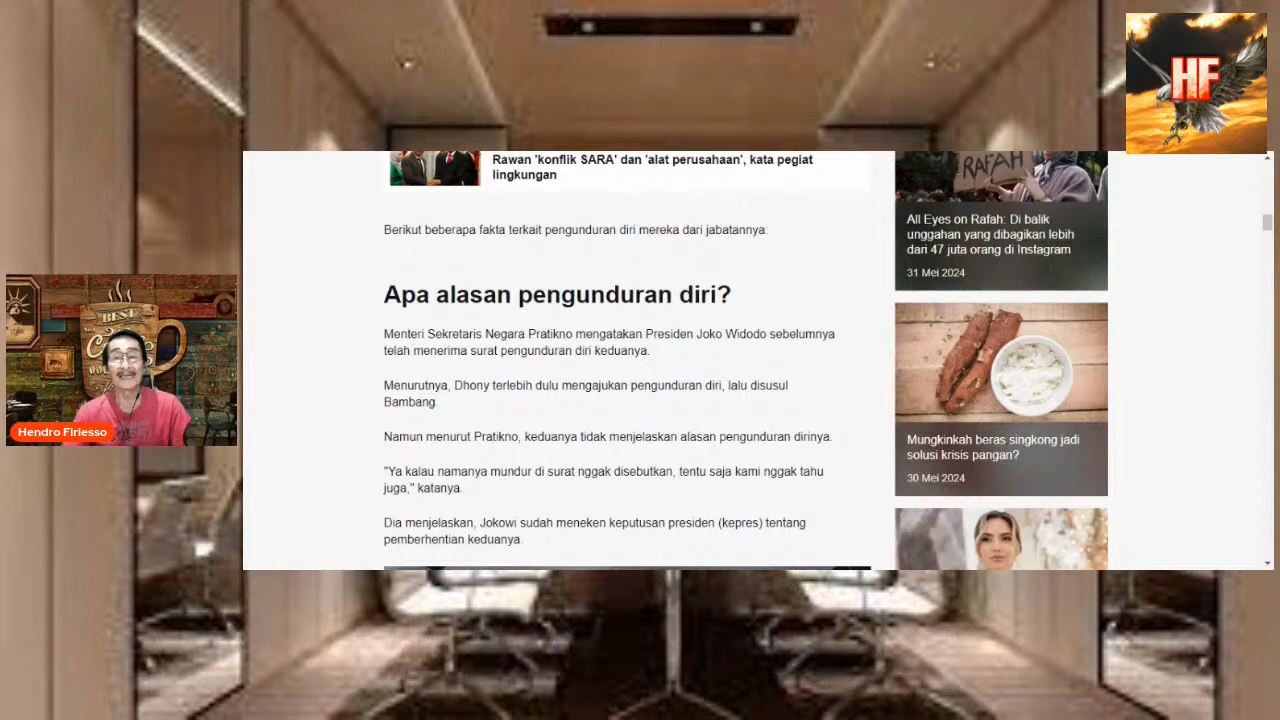 HF
Rawan 'konflik SARA' dan 'alat perusahaan', kata pegiat
lingkungan
Berikut beberapa fakta terkait pengunduran diri mereka dari jabatannya:
Apa alasan pengunduran diri?
Menteri Sekretaris Negara Pratikno mengatakan Presiden Joko Widodo sebelumnya
telah menerima surat pengunduran diri keduanya.
Menurutnya, Dhony terlebih dulu mengajukan pengunduran diri, lalu disusul
Bambang.
Namun menurut Pratikno, keduanya tidak menjelaskan alasan pengunduran dirinya.
"Ya kalau namanya mundur di surat nggak disebutkan, tentu saja kami nggak tahu
juga," katanya.
Dia menjelaskan, Jokowi sudah meneken keputusan presiden (kepres) tentang
pemberhentian keduanya.
RAFAH
All Eyes on Rafah: Di balik
unggahan yang dibagikan lebih
dari 47 juta orang di Instagram
31 Mei 2024
Mungkinkah beras singkong jadi
solusi krisis pangan?
30 Mei 2024
BEST
Hendro Firlesso